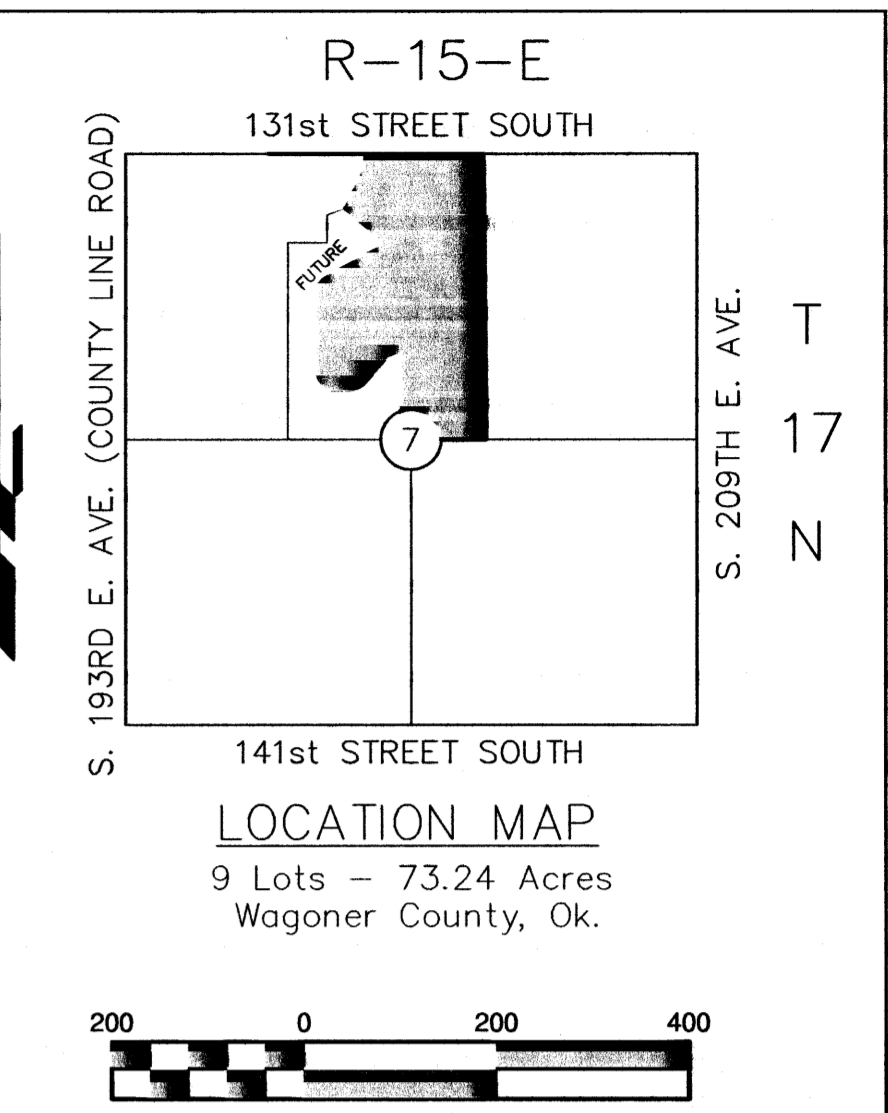 R-15-E
131st STREET SOUTH
S. 193RD E. AVE. (COUNTY LINE ROAD)
FUTURE
7
S. 209TH E. AVE.
T
17
N
141st STREET SOUTH
LOCATION MAP
9 Lots - 73.24 Acres
Wagoner County, Ok.
200 0 200 400